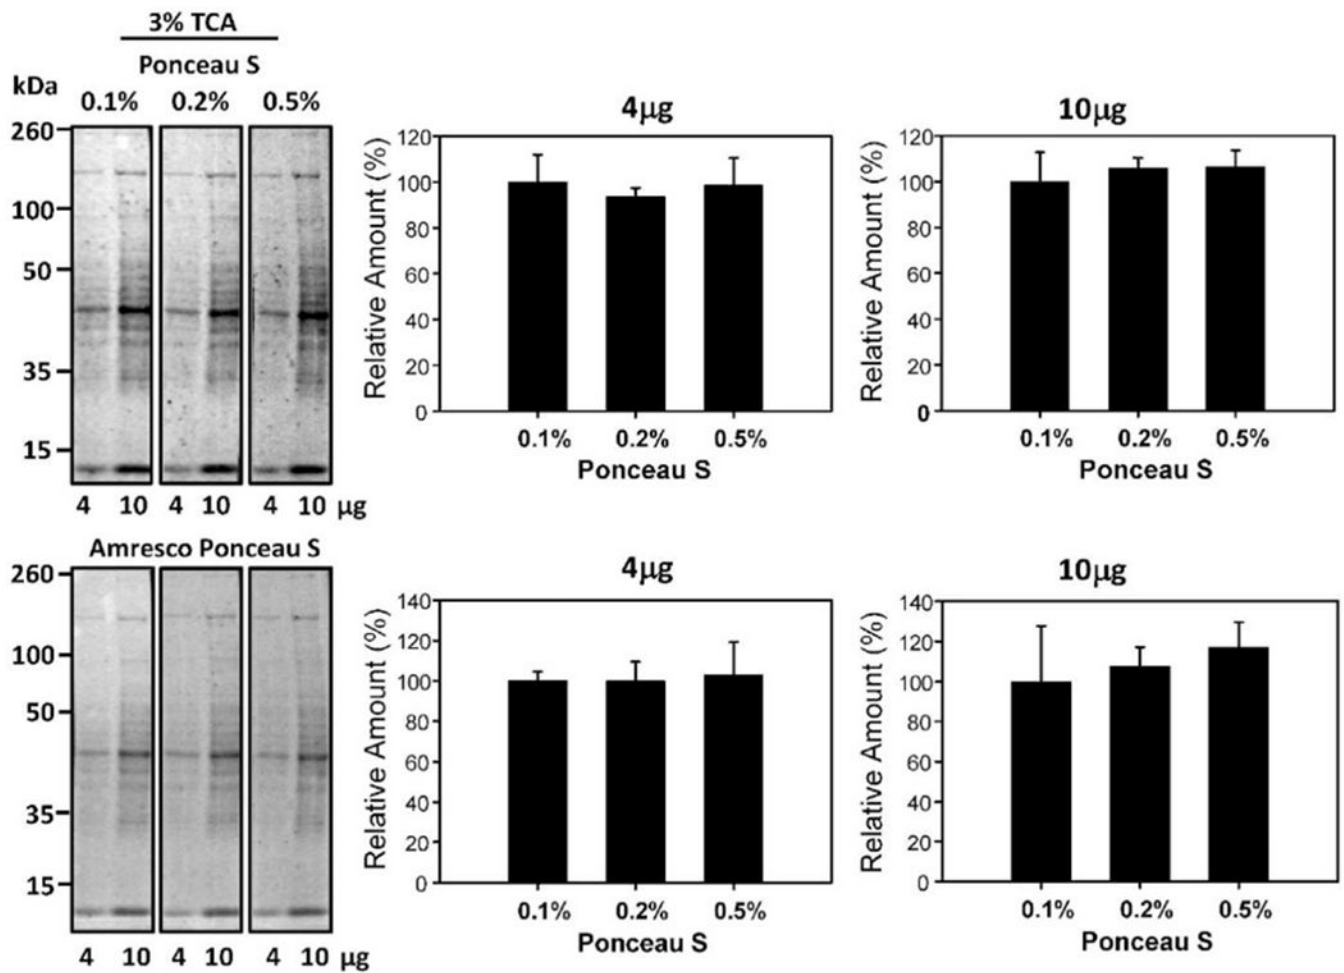 3% TCA
Ponceau S
kDa
0.1% 0.2% 0.5%
260
100
50
35
15
4 10 4 10 4 10 µg
4µg
Relative Amount (%)
120
100
80
60
40
20
0
0.1% 0.2% 0.5%
Ponceau S
10µg
Relative Amount (%)
120
100
80
60
40
20
0
0.1% 0.2% 0.5%
Ponceau S
Amresco Ponceau S
260
100
50
35
15
4 10 4 10 4 10 µg
4µg
Relative Amount (%)
140
120
100
80
60
40
20
0
0.1% 0.2% 0.5%
Ponceau S
10µg
Relative Amount (%)
140
120
100
80
60
40
20
0
0.1% 0.2% 0.5%
Ponceau S